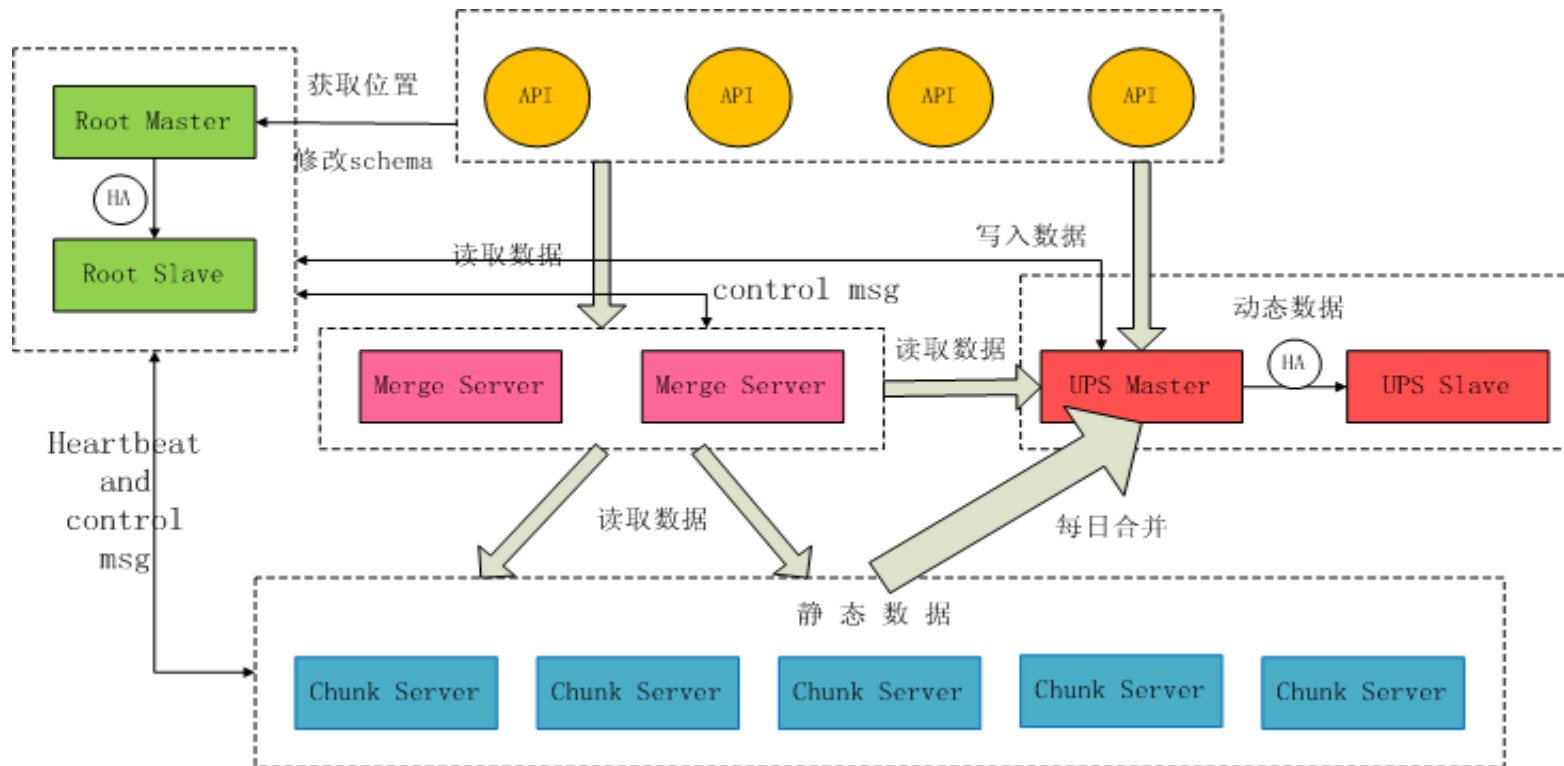 API
API
API
API
获取位置
Root Master
修改schema
HA
Root Slave
读取数据
写入数据
control msg
动态数据
Merge Server
Merge Server
读取数据
UPS Master
HA
UPS Slave
Heartbeat
and
control
msg
读取数据
每日合并
静 态 数 据
Chunk Server
Chunk Server
Chunk Server
Chunk Server
Chunk Server